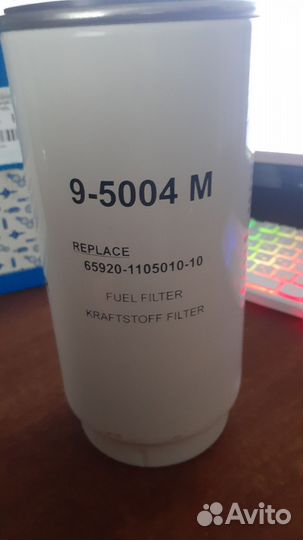 9-5004 M
REPLACE
65920-1105010-10
FUEL FILTER
KRAFTSTOFF FILTER
Avito